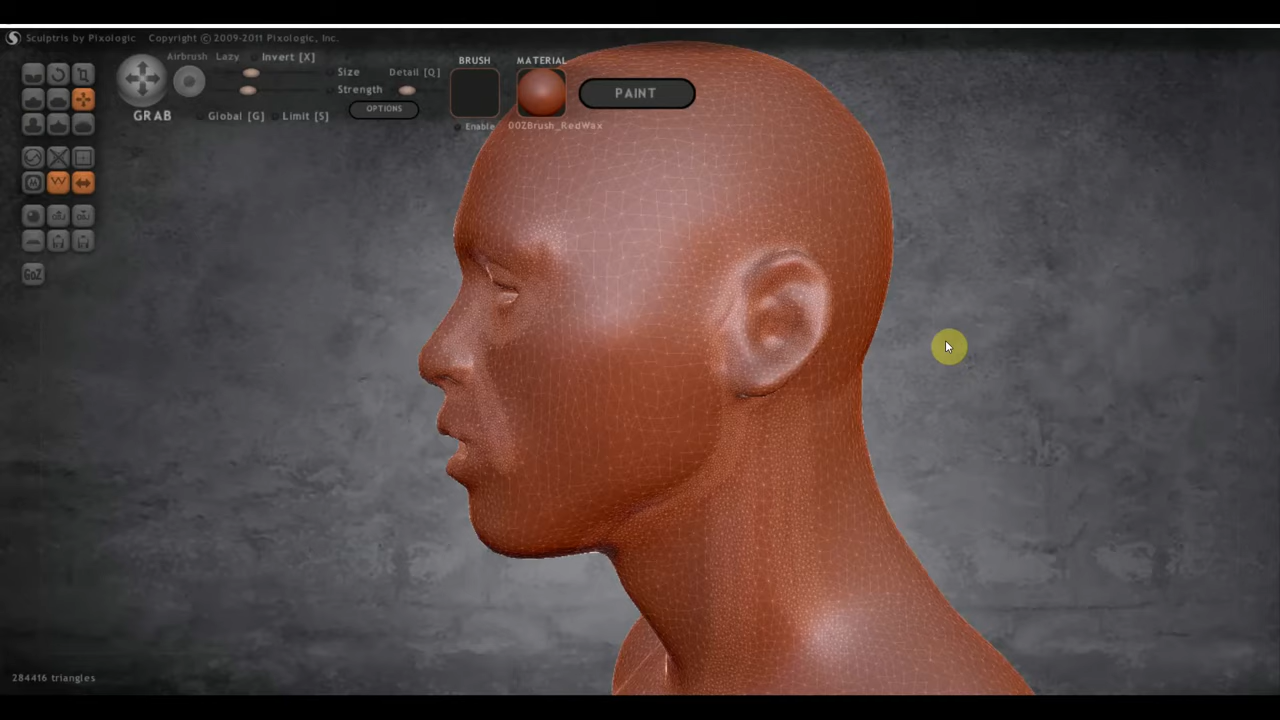 Sculptris by Pixologic Copyright © 2009-2011 Pixologic, Inc.
Airbrush Lazy Invert [X]
BRUSH
MATERIAL
Size
Detail [Q]
Strength
PAINT
OPTIONS
GRAB
Global [G]
Limit [S]
Enable
00ZBrush_RedWax
GoZ
284416 triangles